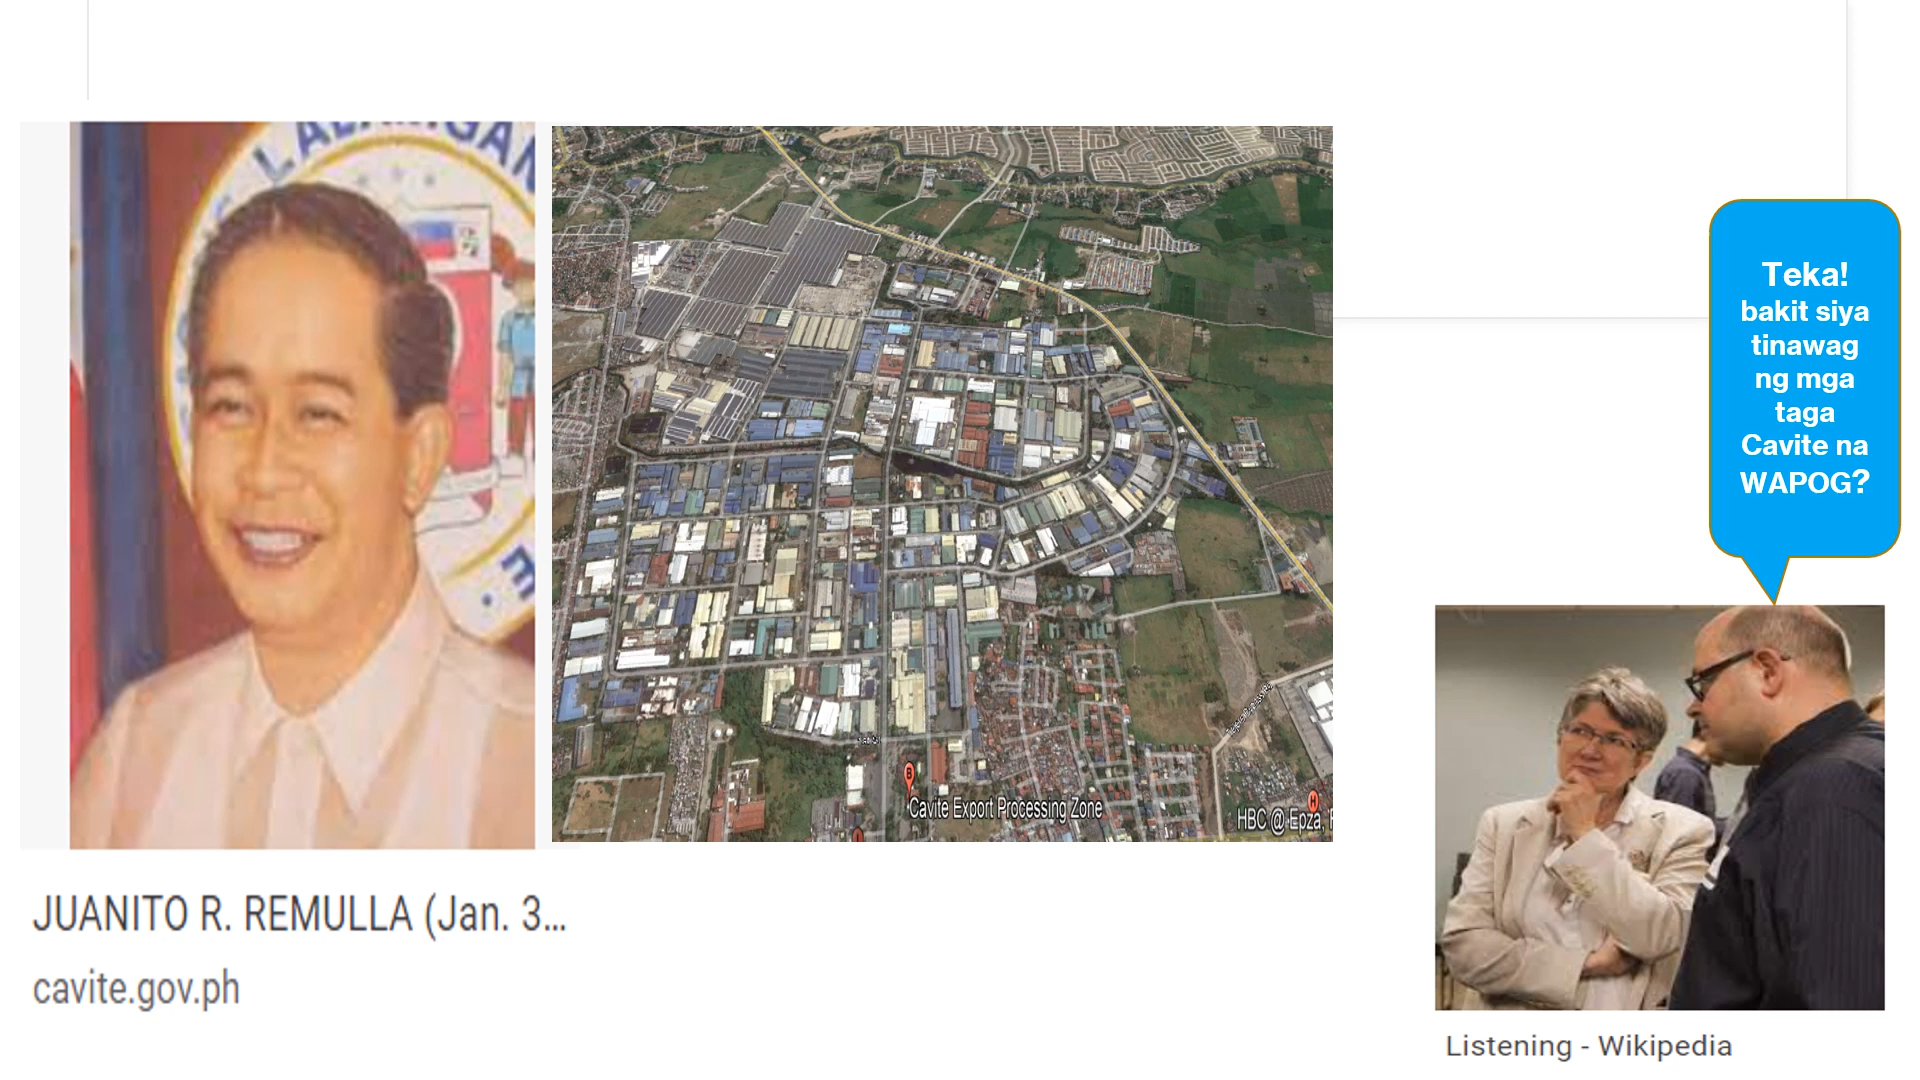 Teka!
bakit siya
tinawag
ng mga
taga
Cavite na
WAPOG?
Cavite Export Processing Zone
HBC @ Epza,
JUANITO R. REMULLA (Jan. 3...
cavite.gov.ph
Listening - Wikipedia